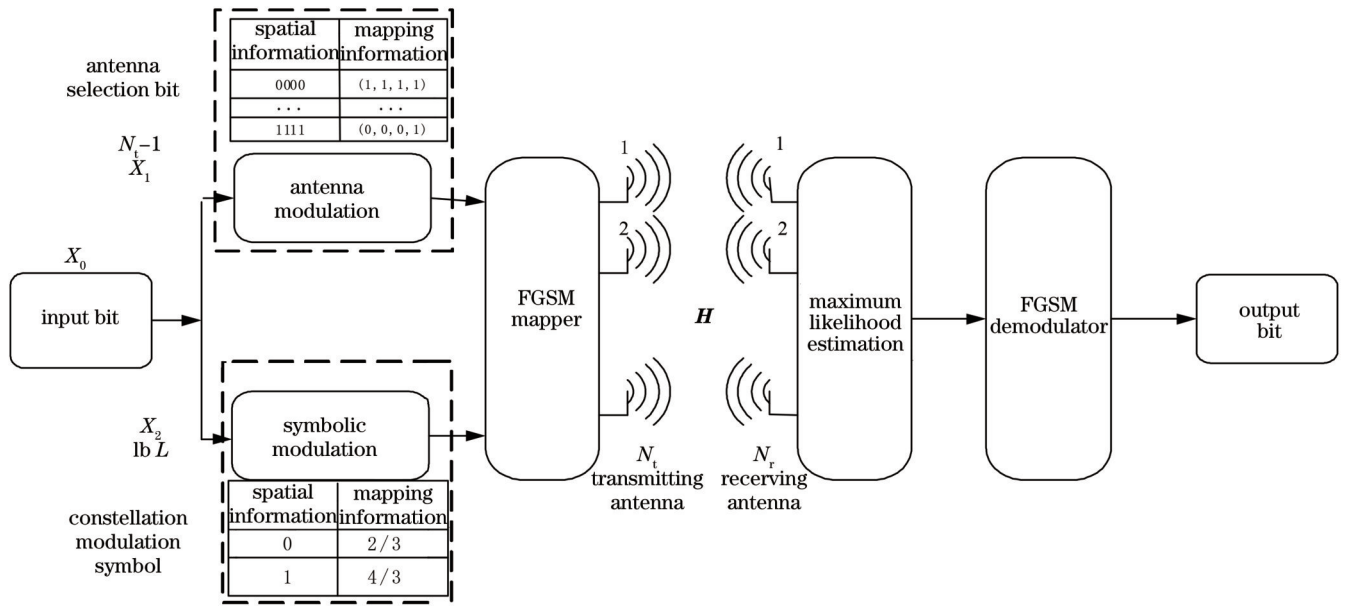 spatial information
mapping information
0000
(1, 1, 1, 1)
...
...
1111
(0, 0, 0, 1)
antenna
selection bit
Nt−1
X1
antenna
modulation
X0
input bit
X2
lb L
symbolic
modulation
spatial information
mapping information
0
2/3
1
4/3
constellation
modulation
symbol
FGSM
mapper
1
2
Nt
transmitting
antenna
H
1
2
Nr
recerving
antenna
maximum
likelihood
estimation
FGSM
demodulator
output
bit